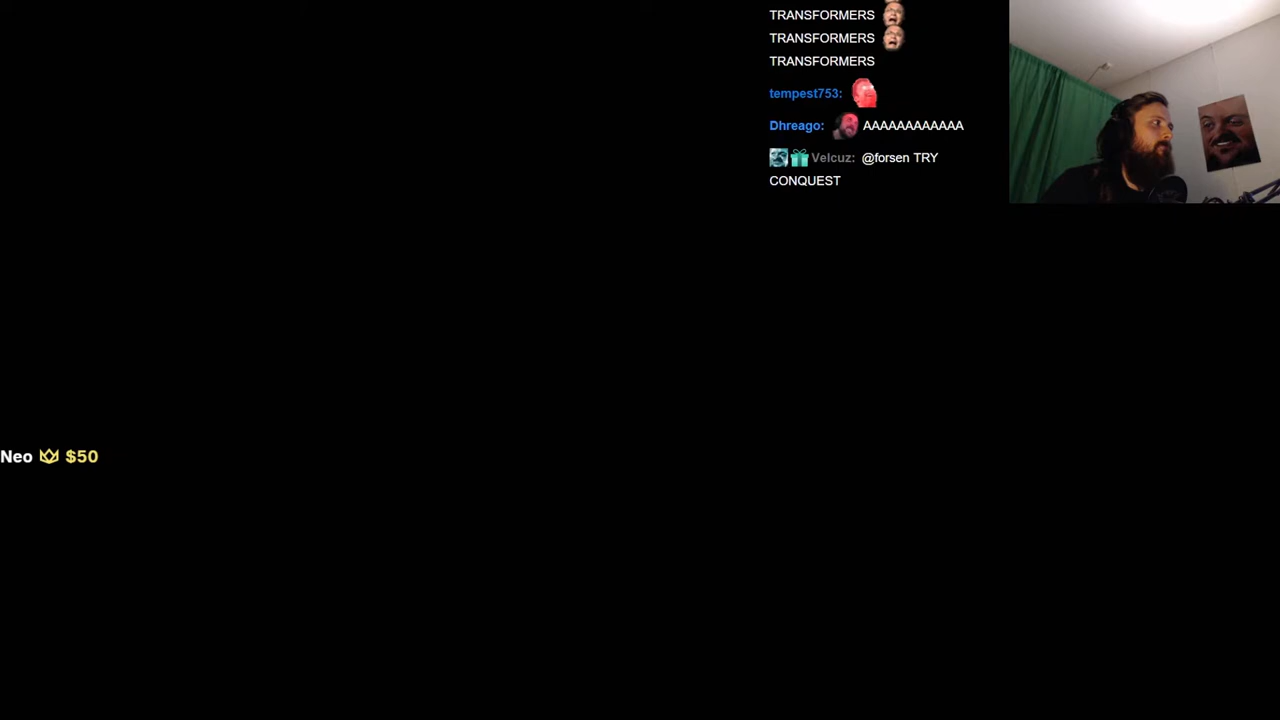 TRANSFORMERS
TRANSFORMERS
TRANSFORMERS
tempest753:
Dhreago: AAAAAAAAAAAA
Velcuz: @forsen TRY
CONQUEST
Neo $50